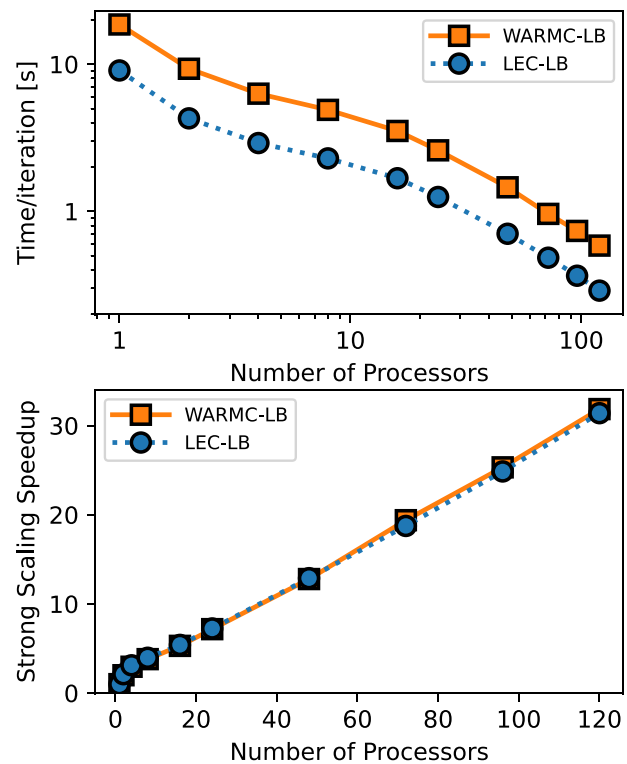 Time/iteration [s]
10
1
WARMC-LB
LEC-LB
1
10
100
Number of Processors
Strong Scaling Speedup
30
20
10
0
WARMC-LB
LEC-LB
0
20
40
60
80
100
120
Number of Processors